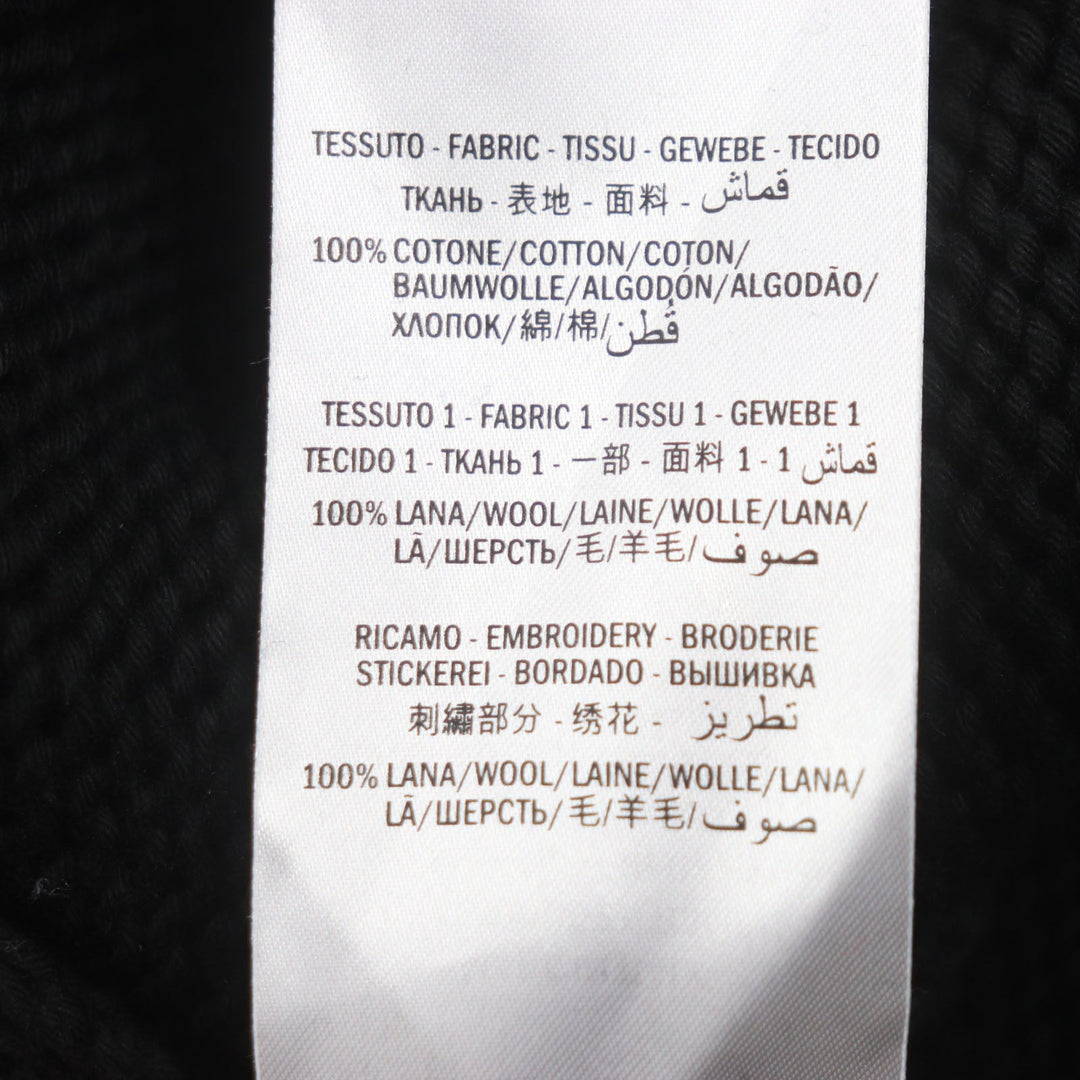 TESSUTO - FABRIC - TISSU - GEWEBE - TECIDO
ТКАНЬ - 表地 - 面料 - قماش
100% COTONE/COTTON/COTON/
BAUMWOLLE/ALGODÓN/ALGODÃO/
ХЛОПОК/綿/棉/قُطن
TESSUTO 1 - FABRIC 1 - TISSU 1 - GEWEBE 1
TECIDO 1 - ТКАНЬ 1 - 一部 - 面料 1 - 1 قماش
100% LANA/WOOL/LAINE/WOLLE/LANA/
LÃ/ШЕРСТЬ/毛/羊毛/صوف
RICAMO - EMBROIDERY - BRODERIE
STICKEREI - BORDADO - ВЫШИВКА
刺繍部分 - 绣花 - تطريز
100% LANA/WOOL/LAINE/WOLLE/LANA/
LÃ/ШЕРСТЬ/毛/羊毛/صوف